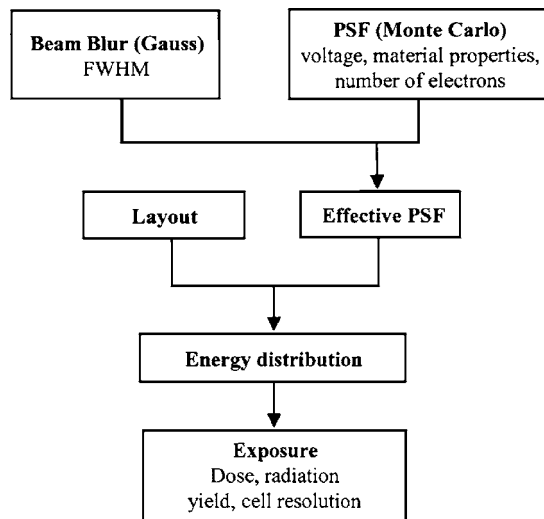 Beam Blur (Gauss)
FWHM
PSF (Monte Carlo)
voltage, material properties,
number of electrons
Layout
Effective PSF
Energy distribution
Exposure
Dose, radiation
yield, cell resolution